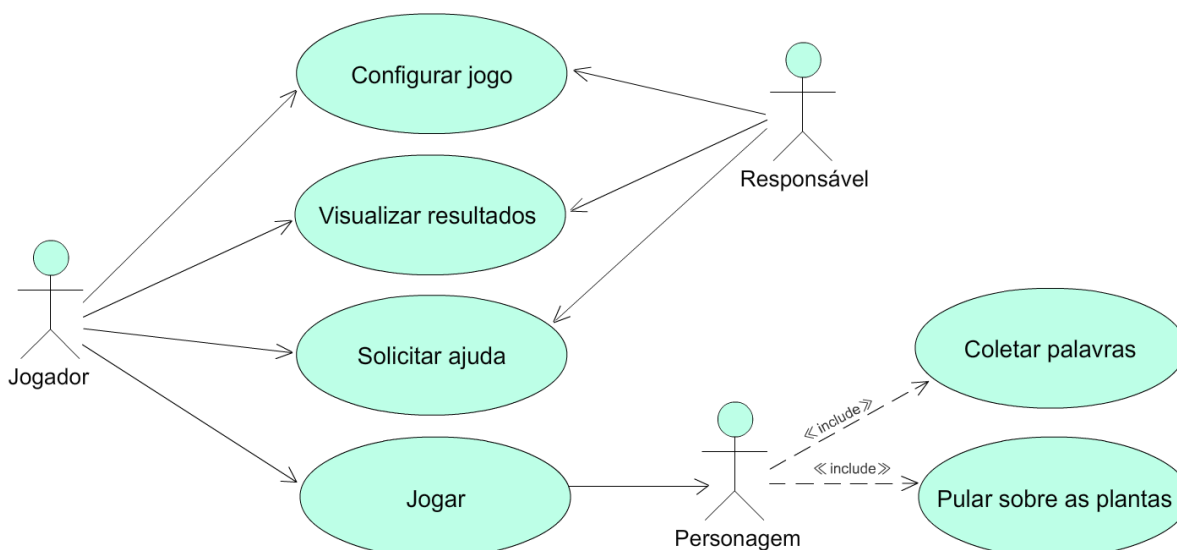 Configurar jogo
Responsável
Visualizar resultados
Jogador
Solicitar ajuda
Coletar palavras
≪ include ≫
≪ include ≫
Jogar
Personagem
Pular sobre as plantas